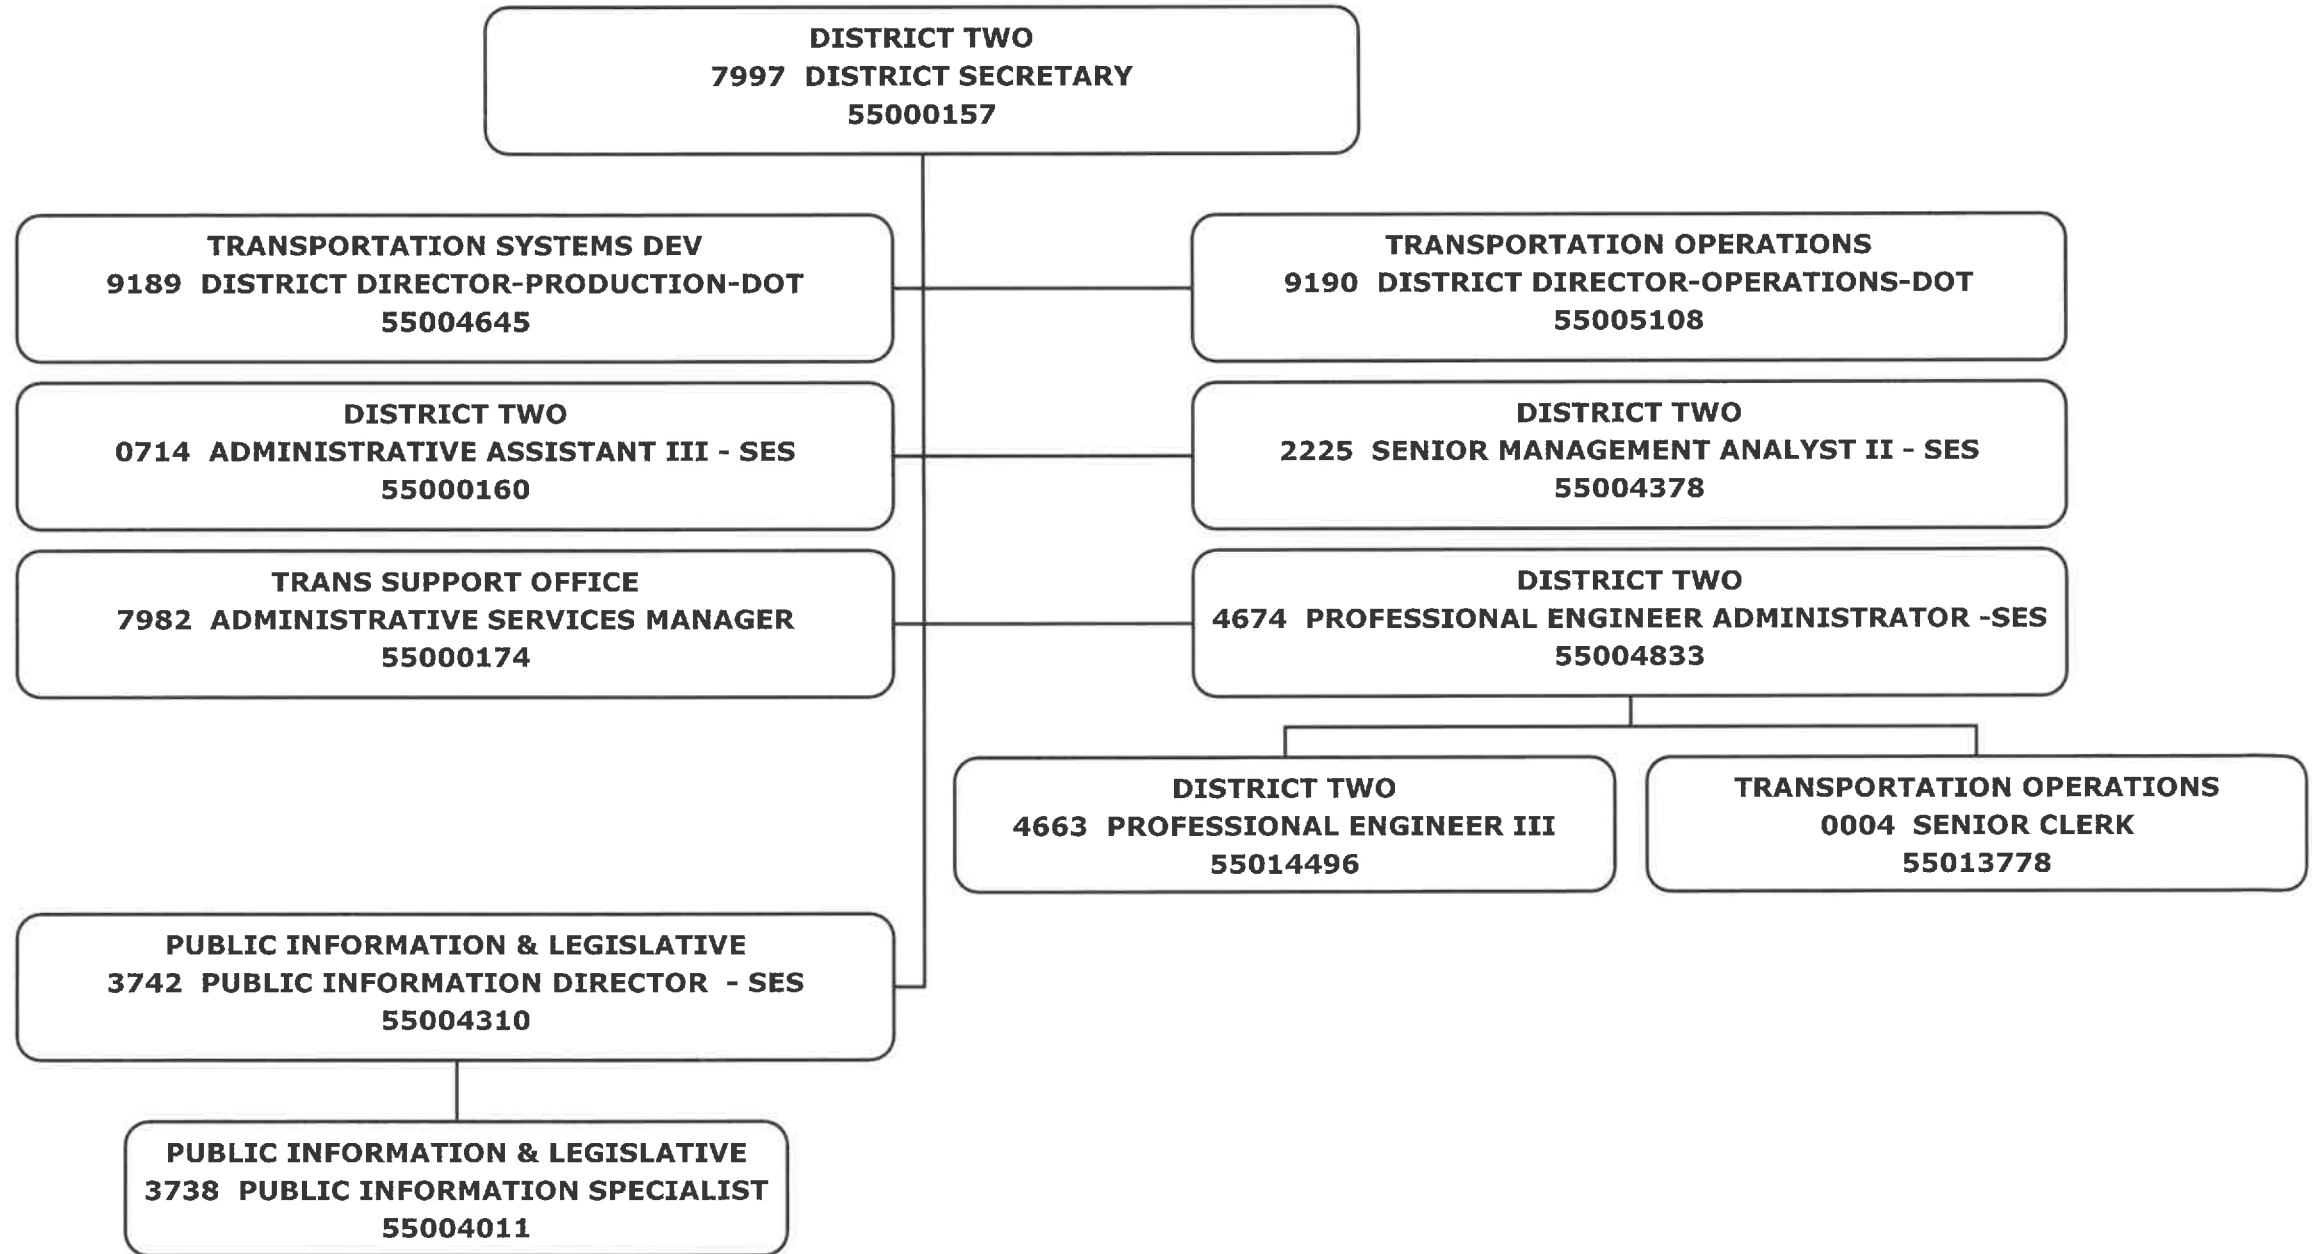 DISTRICT TWO
7997 DISTRICT SECRETARY
55000157
TRANSPORTATION SYSTEMS DEV
9189 DISTRICT DIRECTOR-PRODUCTION-DOT
55004645
TRANSPORTATION OPERATIONS
9190 DISTRICT DIRECTOR-OPERATIONS-DOT
55005108
DISTRICT TWO
0714 ADMINISTRATIVE ASSISTANT III - SES
55000160
DISTRICT TWO
2225 SENIOR MANAGEMENT ANALYST II - SES
55004378
TRANS SUPPORT OFFICE
7982 ADMINISTRATIVE SERVICES MANAGER
55000174
DISTRICT TWO
4674 PROFESSIONAL ENGINEER ADMINISTRATOR -SES
55004833
DISTRICT TWO
4663 PROFESSIONAL ENGINEER III
55014496
TRANSPORTATION OPERATIONS
0004 SENIOR CLERK
55013778
PUBLIC INFORMATION & LEGISLATIVE
3742 PUBLIC INFORMATION DIRECTOR - SES
55004310
PUBLIC INFORMATION & LEGISLATIVE
3738 PUBLIC INFORMATION SPECIALIST
55004011